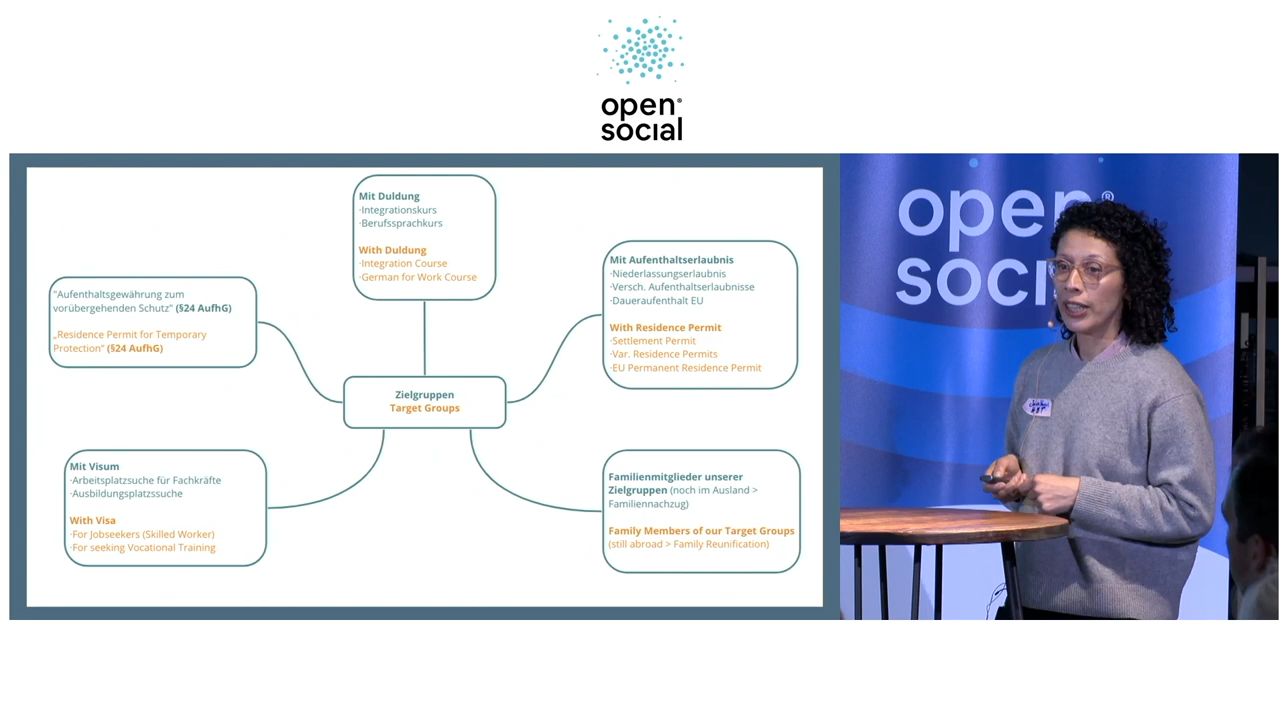 open®
social
Mit Duldung
·Integrationskurs
·Berufssprachkurs
With Duldung
·Integration Course
·German for Work Course
"Aufenthaltsgewährung zum
vorübergehenden Schutz" (§24 AufhG)
„Residence Permit for Temporary
Protection" (§24 AufhG)
Mit Aufenthaltserlaubnis
·Niederlassungserlaubnis
·Versch. Aufenthaltserlaubnisse
·Daueraufenthalt EU
With Residence Permit
·Settlement Permit
·Var. Residence Permits
·EU Permanent Residence Permit
Zielgruppen
Target Groups
Mit Visum
·Arbeitsplatzsuche für Fachkräfte
·Ausbildungsplatzssuche
With Visa
·For Jobseekers (Skilled Worker)
·For seeking Vocational Training
Familienmitglieder unserer
Zielgruppen (noch im Ausland >
Familiennachzug)
Family Members of our Target Groups
(still abroad > Family Reunification)
open®
soci